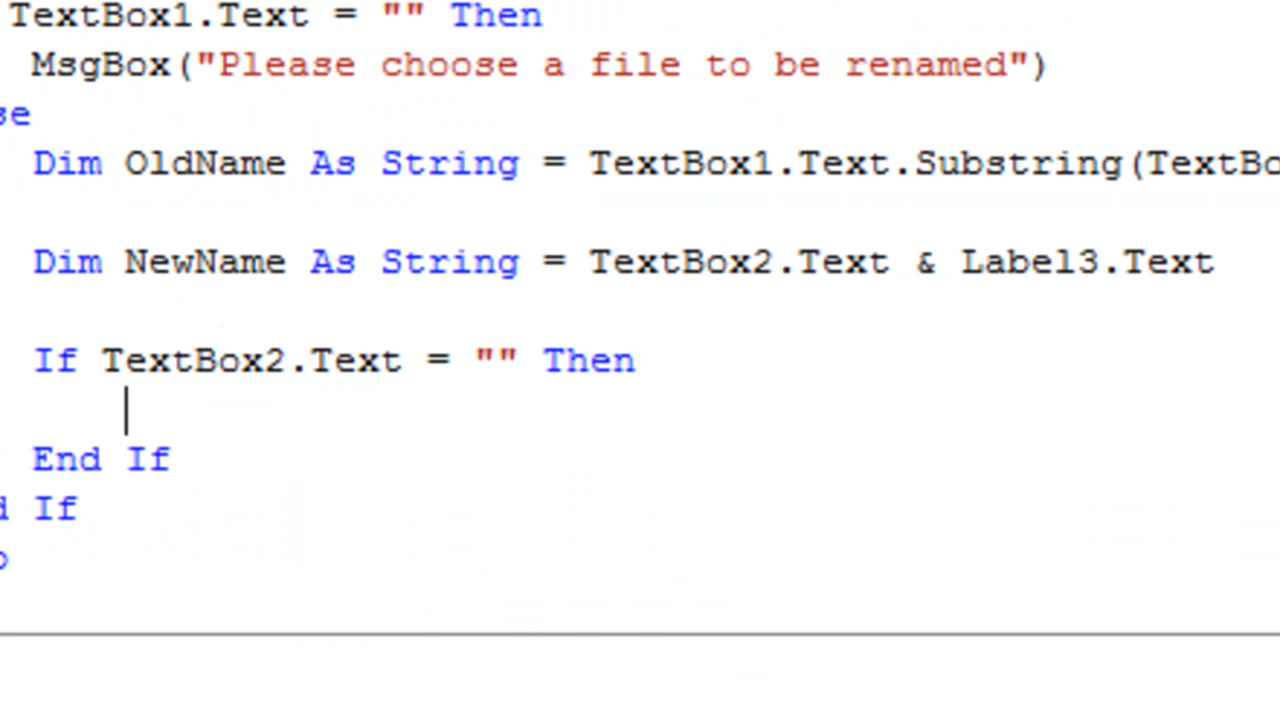 TextBox1.Text = "" Then
MsgBox("Please choose a file to be renamed")
se
Dim OldName As String = TextBox1.Text.Substring(TextBo
Dim NewName As String = TextBox2.Text & Label3.Text
If TextBox2.Text = "" Then
End If
d If
b